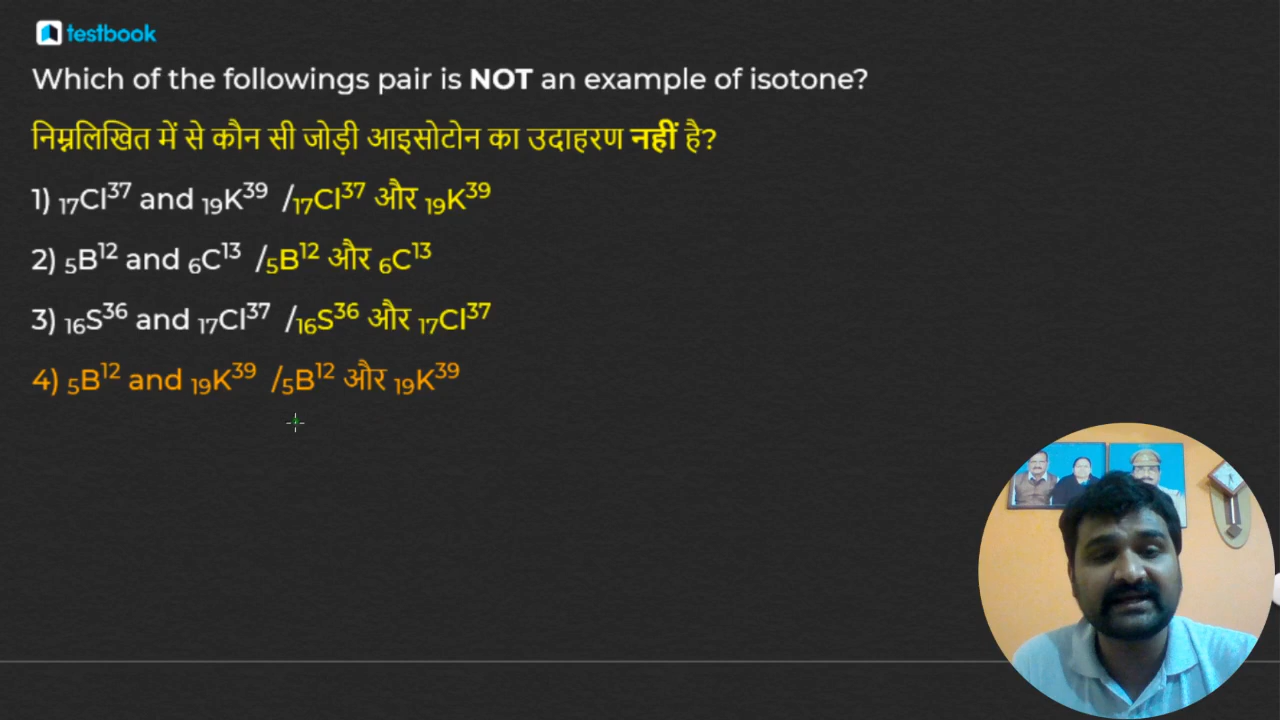 testbook
Which of the followings pair is NOT an example of isotone?
निम्नलिखित में से कौन सी जोड़ी आइसोटोन का उदाहरण नहीं है?
1) ₁₇Cl³⁷ and ₁₉K³⁹ /₁₇Cl³⁷ और ₁₉K³⁹
2) ₅B¹² and ₆C¹³ /₅B¹² और ₆C¹³
3) ₁₆S³⁶ and ₁₇Cl³⁷ /₁₆S³⁶ और ₁₇Cl³⁷
4) ₅B¹² and ₁₉K³⁹ /₅B¹² और ₁₉K³⁹